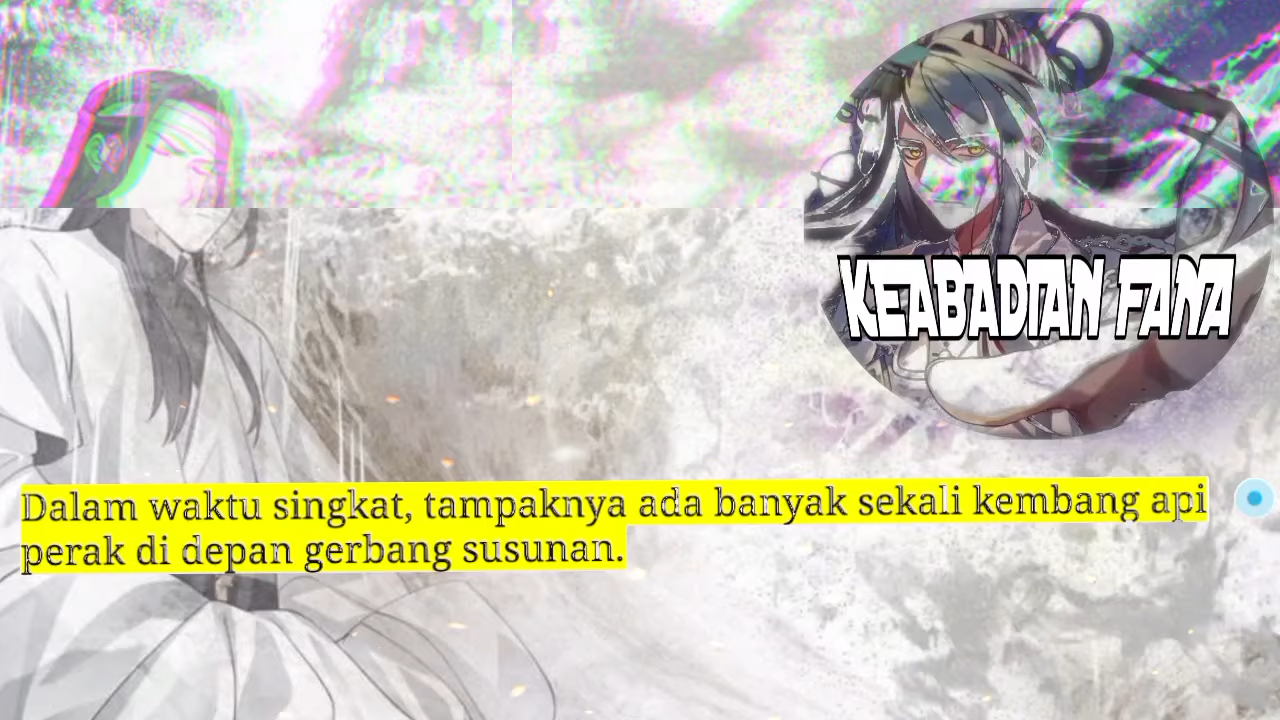 KEABADIAN FANA
Dalam waktu singkat, tampaknya ada banyak sekali kembang api
perak di depan gerbang susunan.